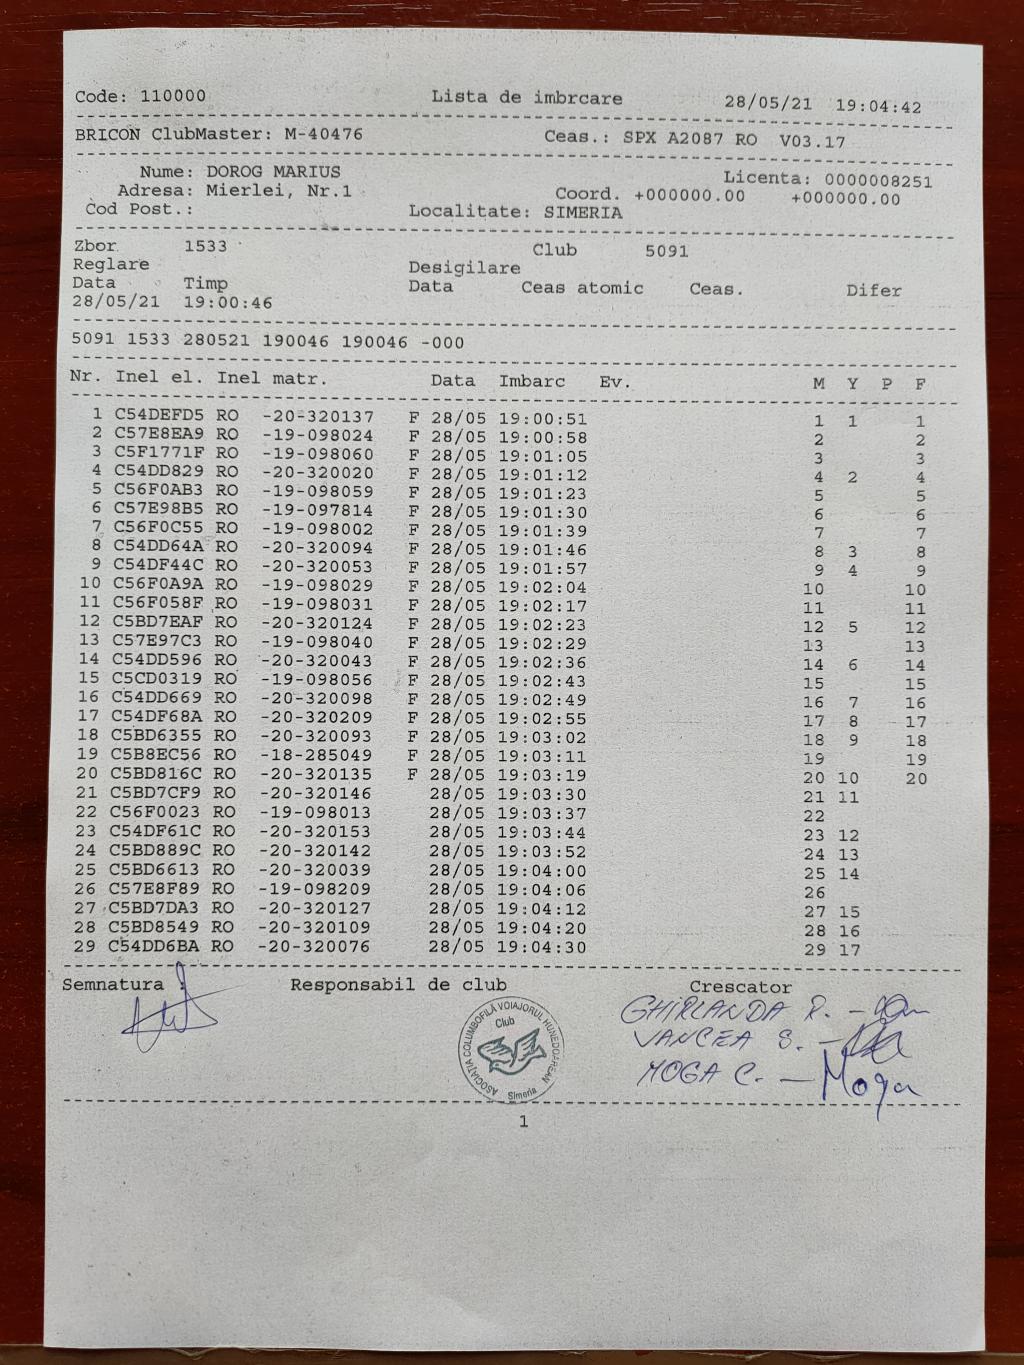 Code: 110000 Lista de imbrcare 28/05/21 19:04:42
BRICON ClubMaster: M-40476 Ceas.: SPX A2087 RO V03.17
Nume: DOROG MARIUS Licenta: 0000008251
Adresa: Mierlei, Nr.1 Coord. +000000.00 +000000.00
Cod Post.: Localitate: SIMERIA
Zbor 1533 Club 5091
Reglare Desigilare
Data Timp Data Ceas atomic Ceas. Difer
28/05/21 19:00:46
5091 1533 280521 190046 190046 -000
Nr. Inel el. Inel matr. Data Imbarc Ev. M Y P F
1 C54DEFD5 RO -20-320137 F 28/05 19:00:51 1 1 1
2 C57E8EA9 RO -19-098024 F 28/05 19:00:58 2 2
3 C5F1771F RO -19-098060 F 28/05 19:01:05 3 3
4 C54DD829 RO -20-320020 F 28/05 19:01:12 4 2 4
5 C56F0AB3 RO -19-098059 F 28/05 19:01:23 5 5
6 C57E98B5 RO -19-097814 F 28/05 19:01:30 6 6
7 C56F0C55 RO -19-098002 F 28/05 19:01:39 7 7
8 C54DD64A RO -20-320094 F 28/05 19:01:46 8 3 8
9 C54DF44C RO -20-320053 F 28/05 19:01:57 9 4 9
10 C56F0A9A RO -19-098029 F 28/05 19:02:04 10 10
11 C56F058F RO -19-098031 F 28/05 19:02:17 11 11
12 C5BD7EAF RO -20-320124 F 28/05 19:02:23 12 5 12
13 C57E97C3 RO -19-098040 F 28/05 19:02:29 13 13
14 C54DD596 RO -20-320043 F 28/05 19:02:36 14 6 14
15 C5CD0319 RO -19-098056 F 28/05 19:02:43 15 15
16 C54DD669 RO -20-320098 F 28/05 19:02:49 16 7 16
17 C54DF68A RO -20-320209 F 28/05 19:02:55 17 8 17
18 C5BD6355 RO -20-320093 F 28/05 19:03:02 18 9 18
19 C5B8EC56 RO -18-285049 F 28/05 19:03:11 19 19
20 C5BD816C RO -20-320135 F 28/05 19:03:19 20 10 20
21 C5BD7CF9 RO -20-320146 28/05 19:03:30 21 11
22 C56F0023 RO -19-098013 28/05 19:03:37 22
23 C54DF61C RO -20-320153 28/05 19:03:44 23 12
24 C5BD889C RO -20-320142 28/05 19:03:52 24 13
25 C5BD6613 RO -20-320039 28/05 19:04:00 25 14
26 C57E8F89 RO -19-098209 28/05 19:04:06 26
27 C5BD7DA3 RO -20-320127 28/05 19:04:12 27 15
28 C5BD8549 RO -20-320109 28/05 19:04:20 28 16
29 C54DD6BA RO -20-320076 28/05 19:04:30 29 17
Semnatura : Responsabil de club Crescator
GHIRLANDA R. -
VANCEA S. -
MOGA C. - Moga
ASOCIAȚIA COLUMBOFILĂ VOIAJORUL HUNEDOREAN
Club
Simeria
1